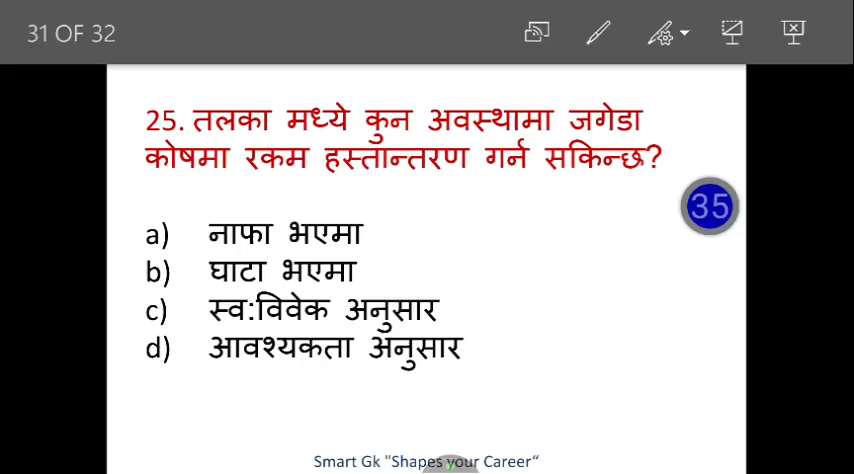 31 OF 32
25. तलका मध्ये कुन अवस्थामा जगेडा
कोषमा रकम हस्तान्तरण गर्न सकिन्छ?
35
a) नाफा भएमा
b) घाटा भएमा
c) स्व:विवेक अनुसार
d) आवश्यकता अनुसार
Smart Gk "Shapes your Career“